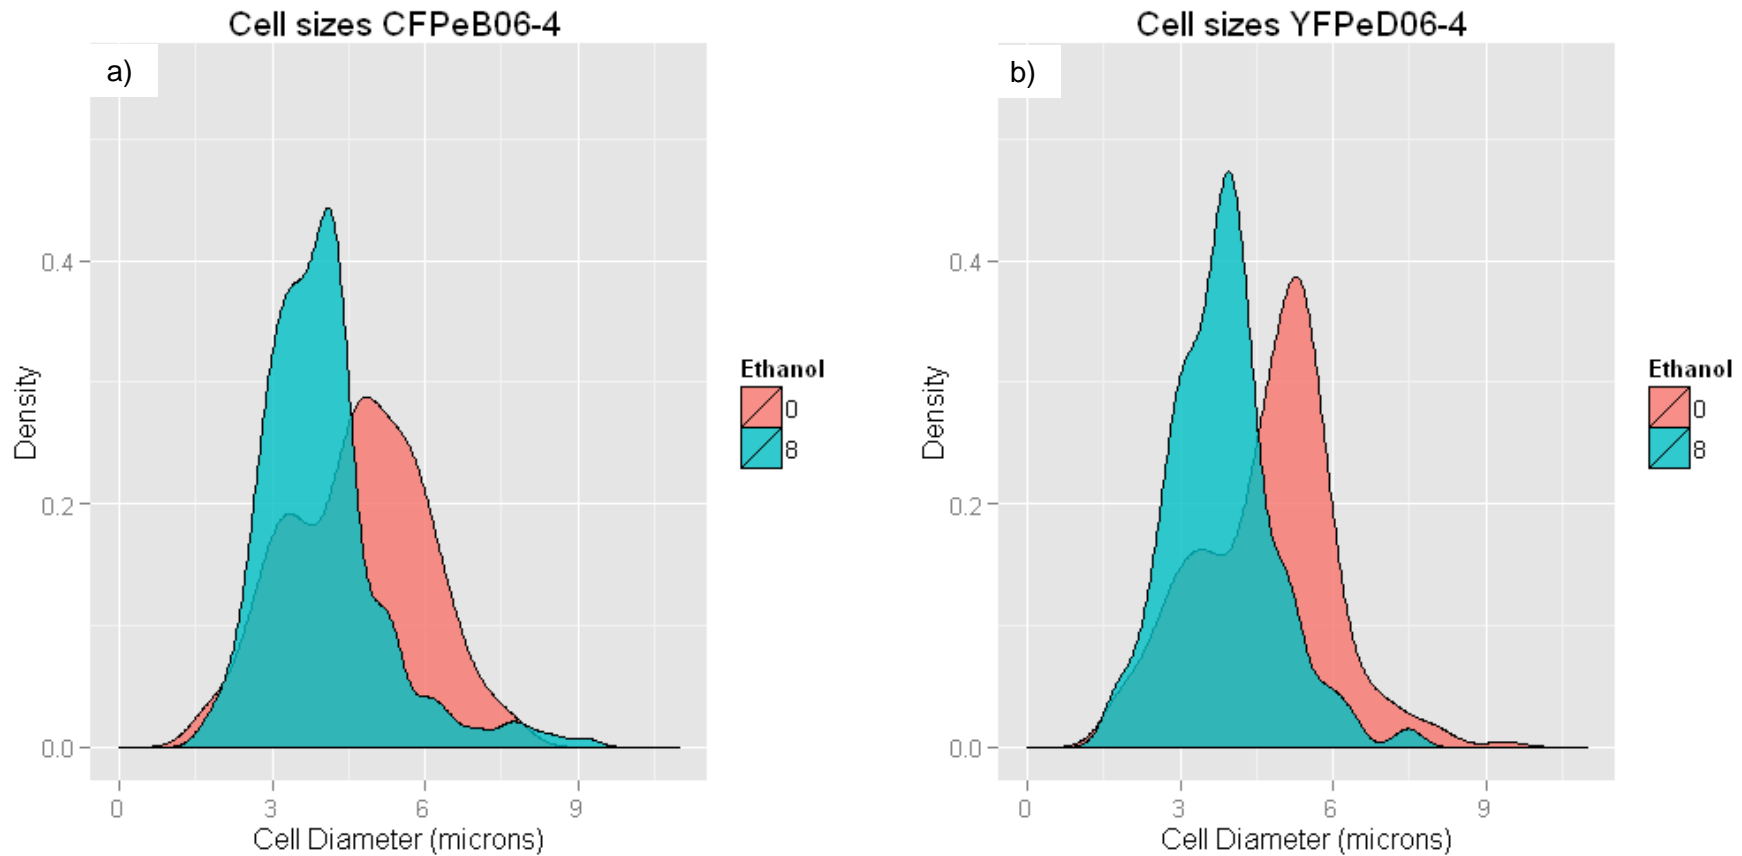 Cell sizes CFPeB06-4
a)
0.4
0.2
0.0
Density
0
3
6
9
Cell Diameter (microns)
Ethanol
0
8
Cell sizes YFPeD06-4
b)
0.4
0.2
0.0
Density
0
3
6
9
Cell Diameter (microns)
Ethanol
0
8